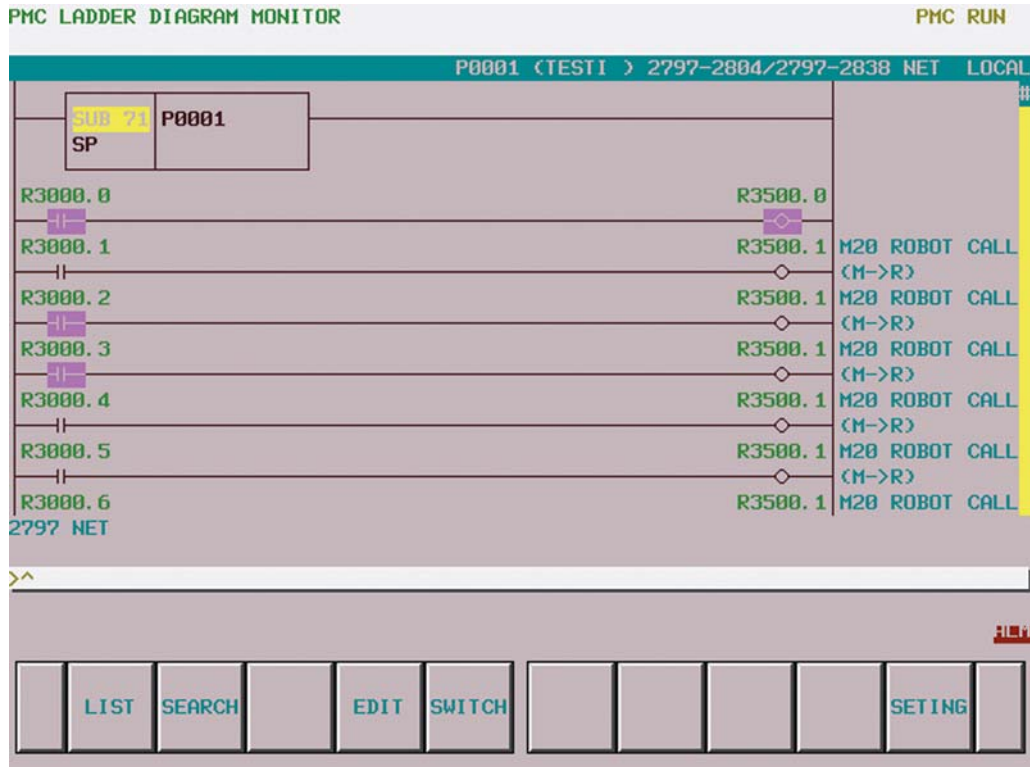 PMC LADDER DIAGRAM MONITOR PMC RUN
P0001 (TESTI ) 2797-2804/2797-2838 NET LOCAL
#
SUB 71 P0001
SP
R3000.0 R3500.0
R3000.1 R3500.1 M20 ROBOT CALL
(M->R)
R3000.2 R3500.1 M20 ROBOT CALL
(M->R)
R3000.3 R3500.1 M20 ROBOT CALL
(M->R)
R3000.4 R3500.1 M20 ROBOT CALL
(M->R)
R3000.5 R3500.1 M20 ROBOT CALL
(M->R)
R3000.6 R3500.1 M20 ROBOT CALL
2797 NET
>^
ALM
LIST SEARCH EDIT SWITCH SETING